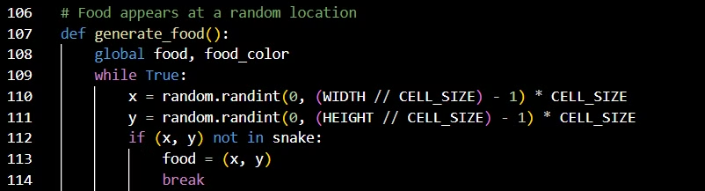 106 # Food appears at a random location
107 def generate_food():
108     global food, food_color
109     while True:
110         x = random.randint(0, (WIDTH // CELL_SIZE) - 1) * CELL_SIZE
111         y = random.randint(0, (HEIGHT // CELL_SIZE) - 1) * CELL_SIZE
112         if (x, y) not in snake:
113             food = (x, y)
114             break